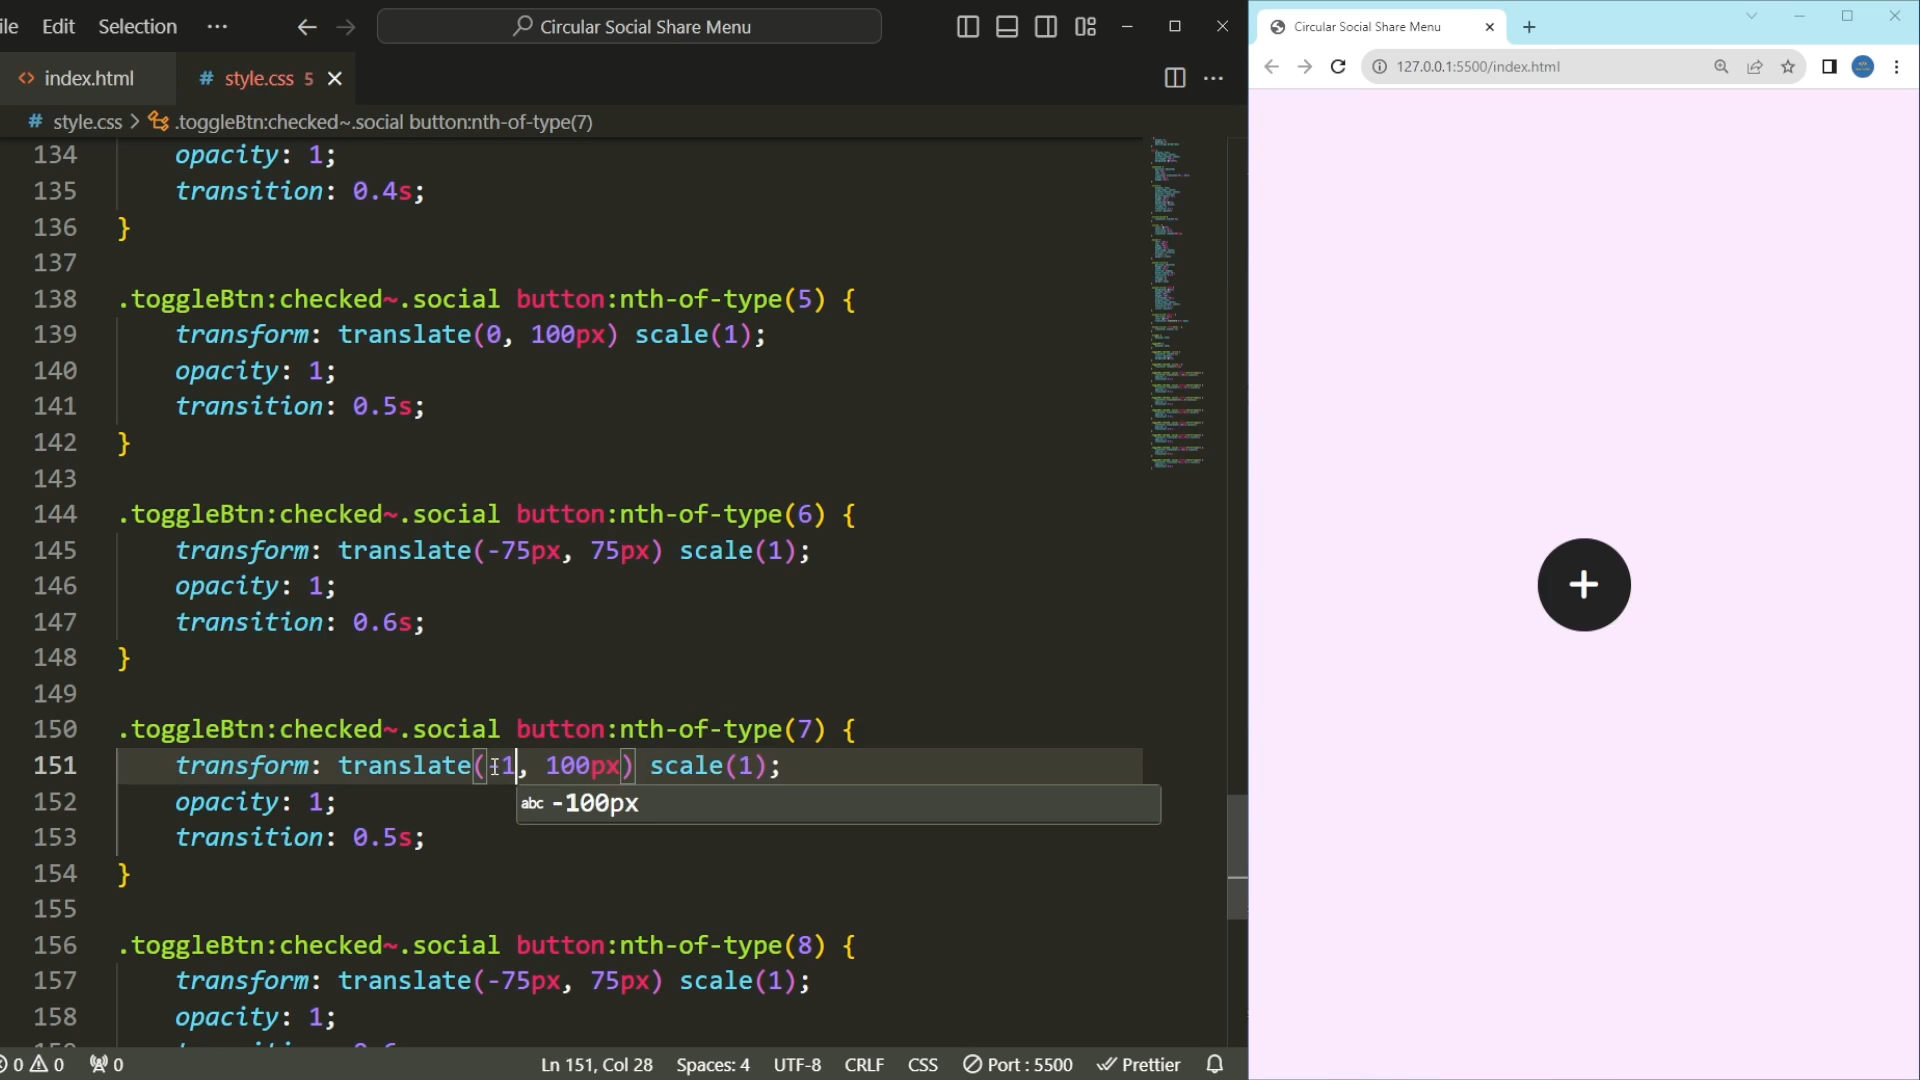 ile Edit Selection ··· Circular Social Share Menu
index.html # style.css 5
# style.css > .toggleBtn:checked~.social button:nth-of-type(7)
134 opacity: 1;
135 transition: 0.4s;
136 }
137
138 .toggleBtn:checked~.social button:nth-of-type(5) {
139 transform: translate(0, 100px) scale(1);
140 opacity: 1;
141 transition: 0.5s;
142 }
143
144 .toggleBtn:checked~.social button:nth-of-type(6) {
145 transform: translate(-75px, 75px) scale(1);
146 opacity: 1;
147 transition: 0.6s;
148 }
149
150 .toggleBtn:checked~.social button:nth-of-type(7) {
151 transform: translate(-1, 100px) scale(1);
152 opacity: 1;
abc -100px
153 transition: 0.5s;
154 }
155
156 .toggleBtn:checked~.social button:nth-of-type(8) {
157 transform: translate(-75px, 75px) scale(1);
158 opacity: 1;
0 0 0 Ln 151, Col 28 Spaces: 4 UTF-8 CRLF CSS Port : 5500 Prettier
Circular Social Share Menu
127.0.0.1:5500/index.html
+